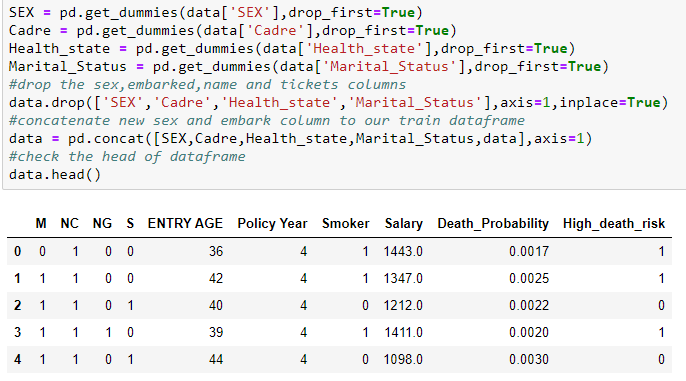 SEX = pd.get_dummies(data['SEX'],drop_first=True)
Cadre = pd.get_dummies(data['Cadre'],drop_first=True)
Health_state = pd.get_dummies(data['Health_state'],drop_first=True)
Marital_Status = pd.get_dummies(data['Marital_Status'],drop_first=True)
#drop the sex,embarked,name and tickets columns
data.drop(['SEX','Cadre','Health_state','Marital_Status'],axis=1,inplace=True)
#concatenate new sex and embark column to our train dataframe
data = pd.concat([SEX,Cadre,Health_state,Marital_Status,data],axis=1)
#check the head of dataframe
data.head()
M NC NG S ENTRY AGE Policy Year Smoker Salary Death_Probability High_death_risk
0 0 1 0 0 36 4 1 1443.0 0.0017 1
1 1 1 0 0 42 4 1 1347.0 0.0025 1
2 1 1 0 1 40 4 0 1212.0 0.0022 0
3 1 1 1 0 39 4 1 1411.0 0.0020 1
4 1 1 0 1 44 4 0 1098.0 0.0030 0